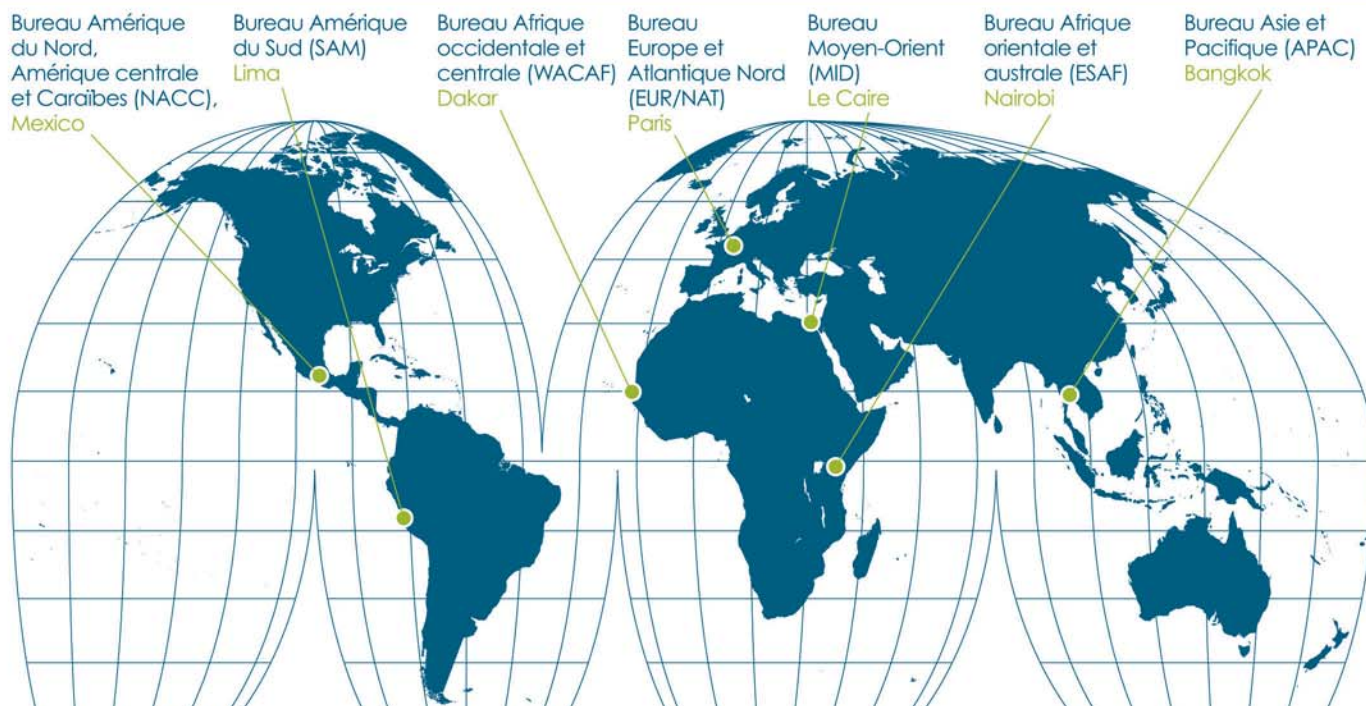 Bureau Amérique
du Nord,
Amérique centrale
et Caraïbes (NACC),
Mexico
Bureau Amérique
du Sud (SAM)
Lima
Bureau Afrique
occidentale et
centrale (WACAF)
Dakar
Bureau
Europe et
Atlantique Nord
(EUR/NAT)
Paris
Bureau
Moyen-Orient
(MID)
Le Caire
Bureau Afrique
orientale et
australe (ESAF)
Nairobi
Bureau Asie et
Pacifique (APAC)
Bangkok